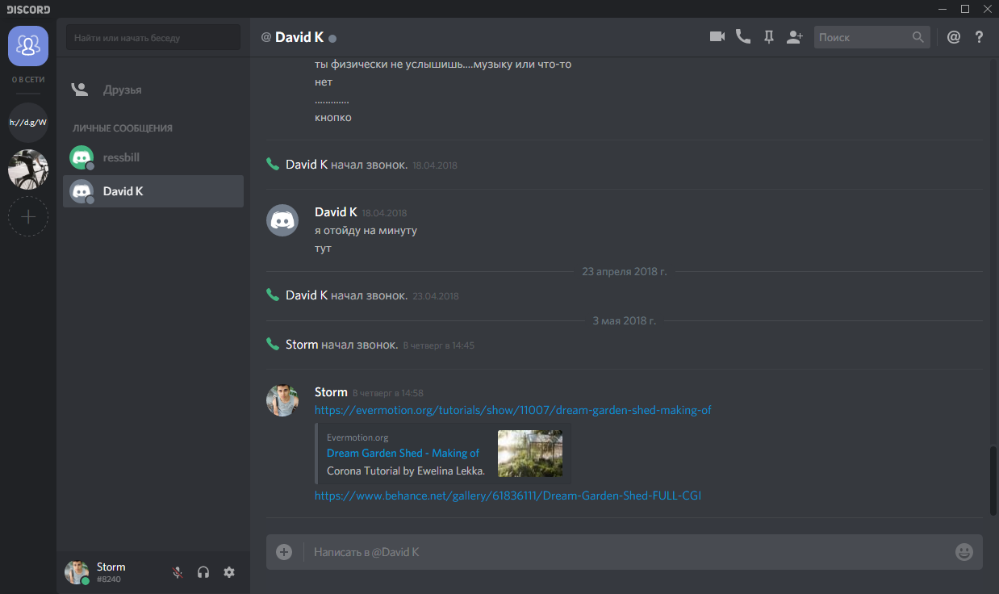 DISCORD
Найти или начать беседу
0 В СЕТИ
h://d.g/W
Друзья
ЛИЧНЫЕ СООБЩЕНИЯ
ressbill
David K
Storm
#8240
@ David K
Поиск
@ ?
ты физически не услышишь....музыку или что-то
нет
.............
кнопко
David K начал звонок. 18.04.2018
David K 18.04.2018
я отойду на минуту
тут
23 апреля 2018 г.
David K начал звонок. 23.04.2018
3 мая 2018 г.
Storm начал звонок. В четверг в 14:45
Storm В четверг в 14:58
https://evermotion.org/tutorials/show/11007/dream-garden-shed-making-of
Evermotion.org
Dream Garden Shed - Making of
Corona Tutorial by Ewelina Lekka.
https://www.behance.net/gallery/61836111/Dream-Garden-Shed-FULL-CGI
Написать в @David K